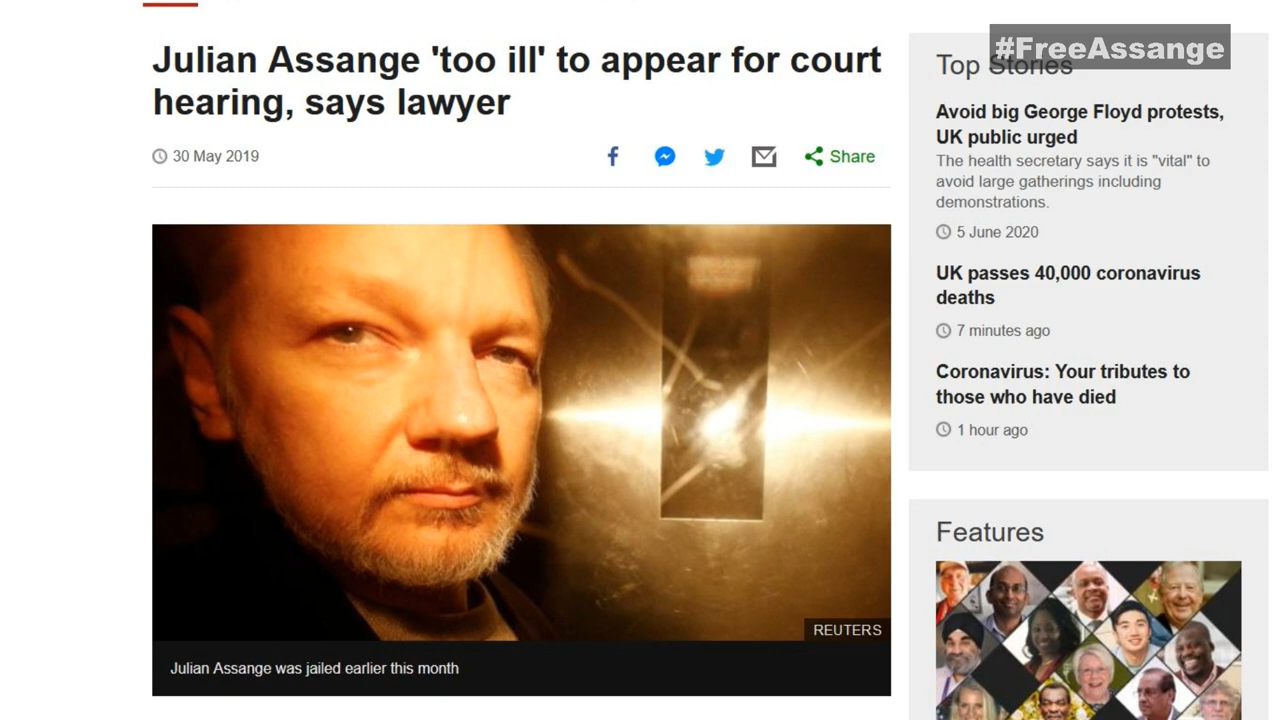 Julian Assange 'too ill' to appear for court
hearing, says lawyer
30 May 2019
Share
REUTERS
Julian Assange was jailed earlier this month
#FreeAssange
Top Stories
Avoid big George Floyd protests,
UK public urged
The health secretary says it is "vital" to
avoid large gatherings including
demonstrations.
5 June 2020
UK passes 40,000 coronavirus
deaths
7 minutes ago
Coronavirus: Your tributes to
those who have died
1 hour ago
Features